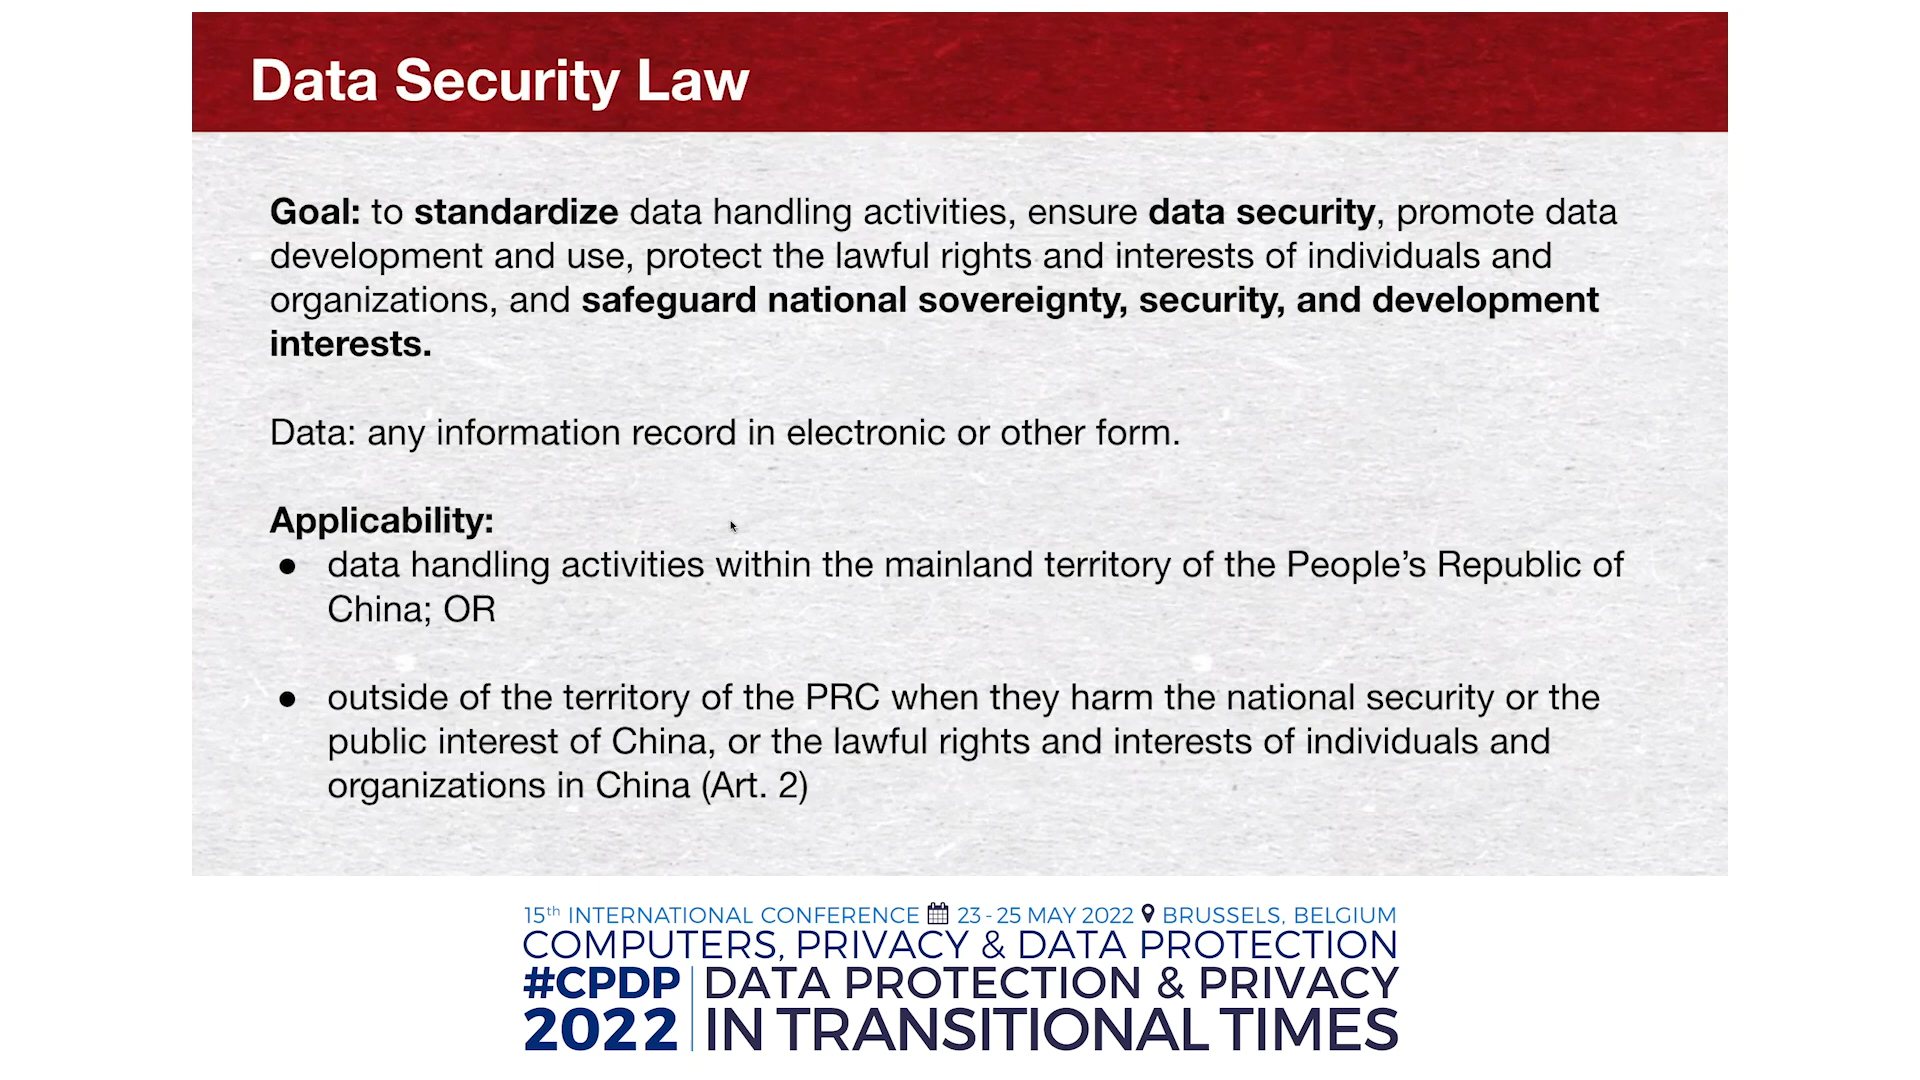 Data Security Law
Goal: to standardize data handling activities, ensure data security, promote data
development and use, protect the lawful rights and interests of individuals and
organizations, and safeguard national sovereignty, security, and development
interests.
Data: any information record in electronic or other form.
Applicability:
● data handling activities within the mainland territory of the People’s Republic of
China; OR
● outside of the territory of the PRC when they harm the national security or the
public interest of China, or the lawful rights and interests of individuals and
organizations in China (Art. 2)
15th INTERNATIONAL CONFERENCE 23 - 25 MAY 2022 BRUSSELS, BELGIUM
COMPUTERS, PRIVACY & DATA PROTECTION
#CPDP DATA PROTECTION & PRIVACY
2022 IN TRANSITIONAL TIMES